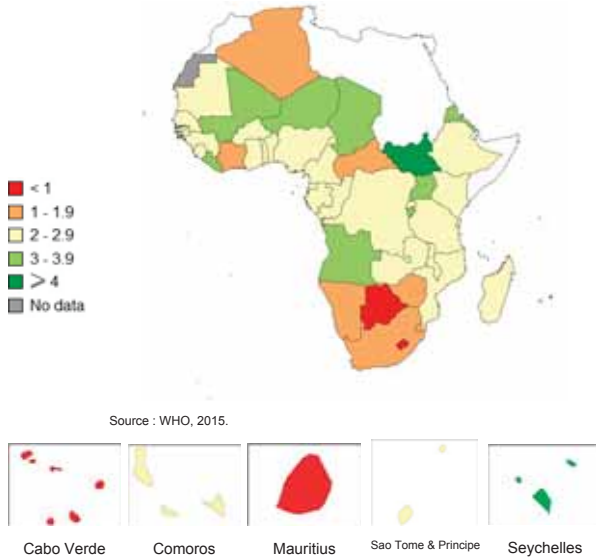 < 1
1 - 1.9
2 - 2.9
3 - 3.9
⩾ 4
No data
Source : WHO, 2015.
Cabo Verde Comoros Mauritius Sao Tome & Principe Seychelles